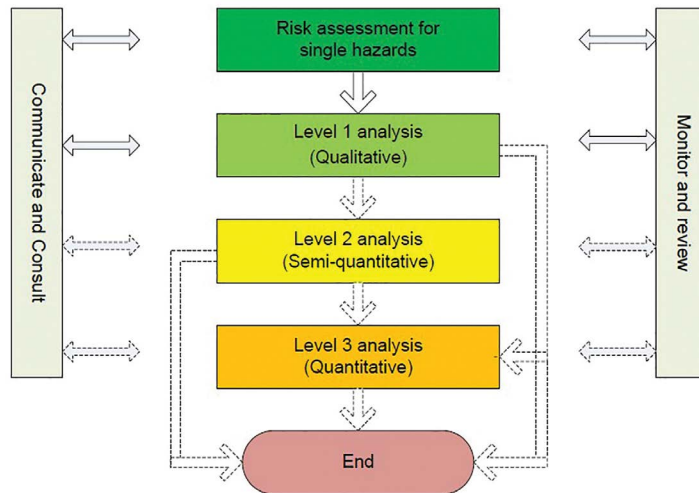 Risk assessment for
single hazards
Communicate and Consult
Monitor and review
Level 1 analysis
(Qualitative)
Level 2 analysis
(Semi-quantitative)
Level 3 analysis
(Quantitative)
End